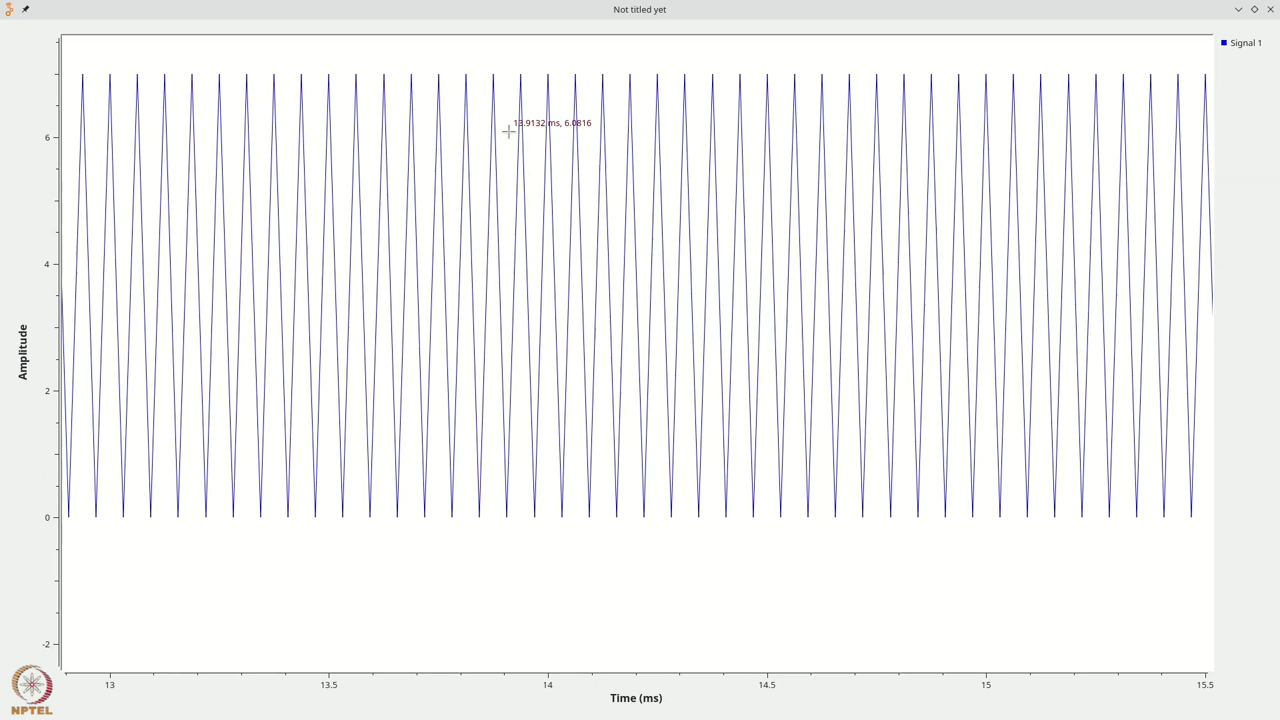 Not titled yet
Signal 1
13.9132 ms, 6.0816
6
4
2
0
-2
Amplitude
13
13.5
14
14.5
15
15.5
Time (ms)
NPTEL